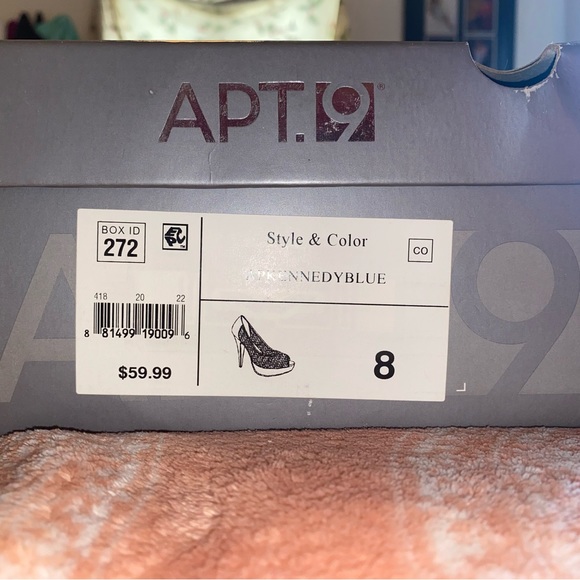 APT.9®
BOX ID
272
Style & Color
CO
418 20 22
8 81499 19009 6
$59.99
8